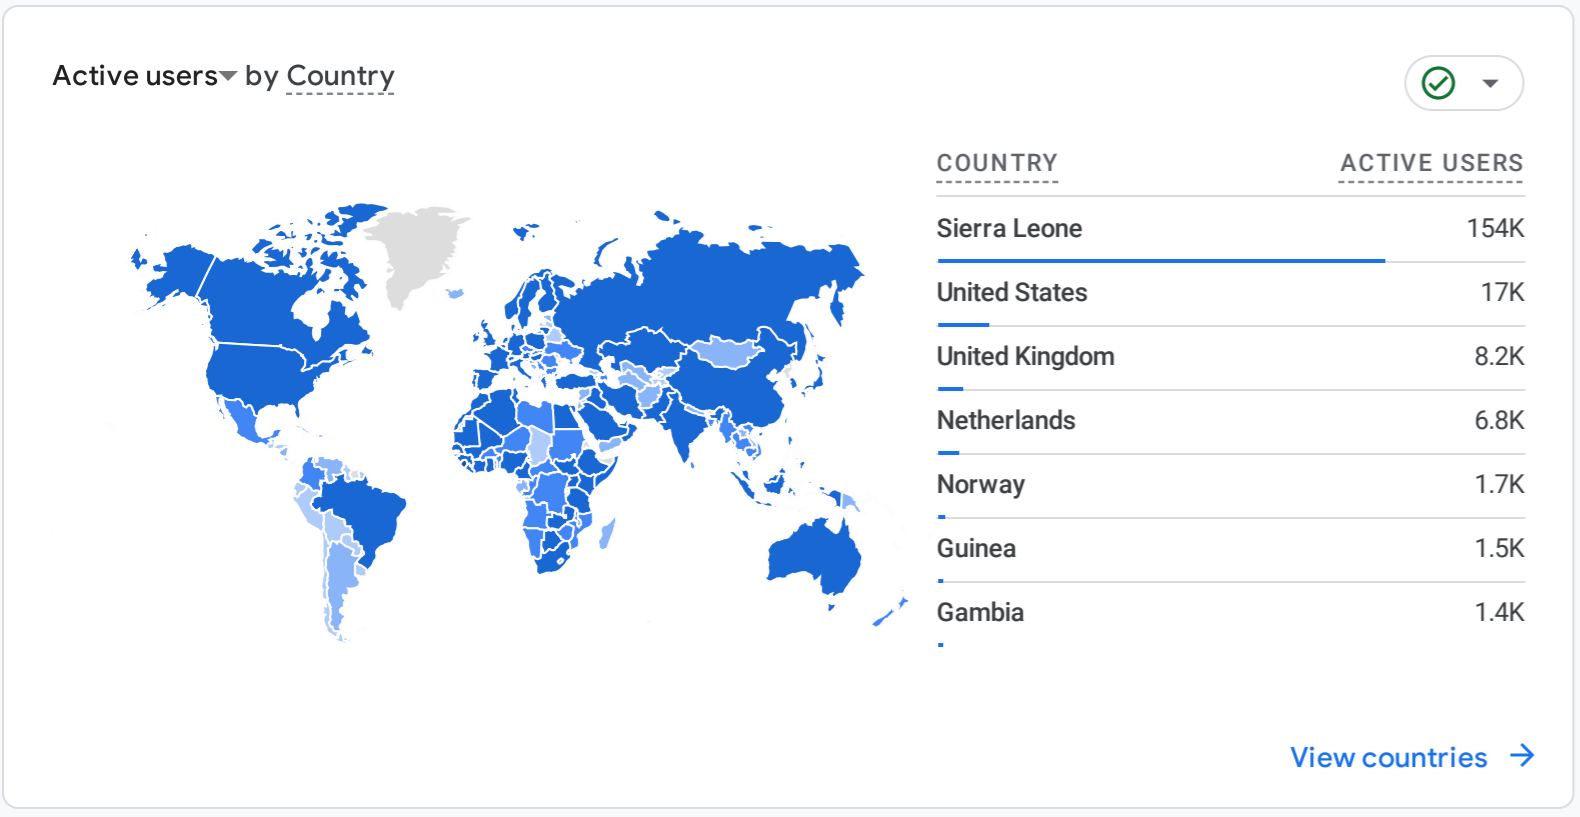 Active users by Country
COUNTRY ACTIVE USERS
Sierra Leone 154K
United States 17K
United Kingdom 8.2K
Netherlands 6.8K
Norway 1.7K
Guinea 1.5K
Gambia 1.4K
View countries